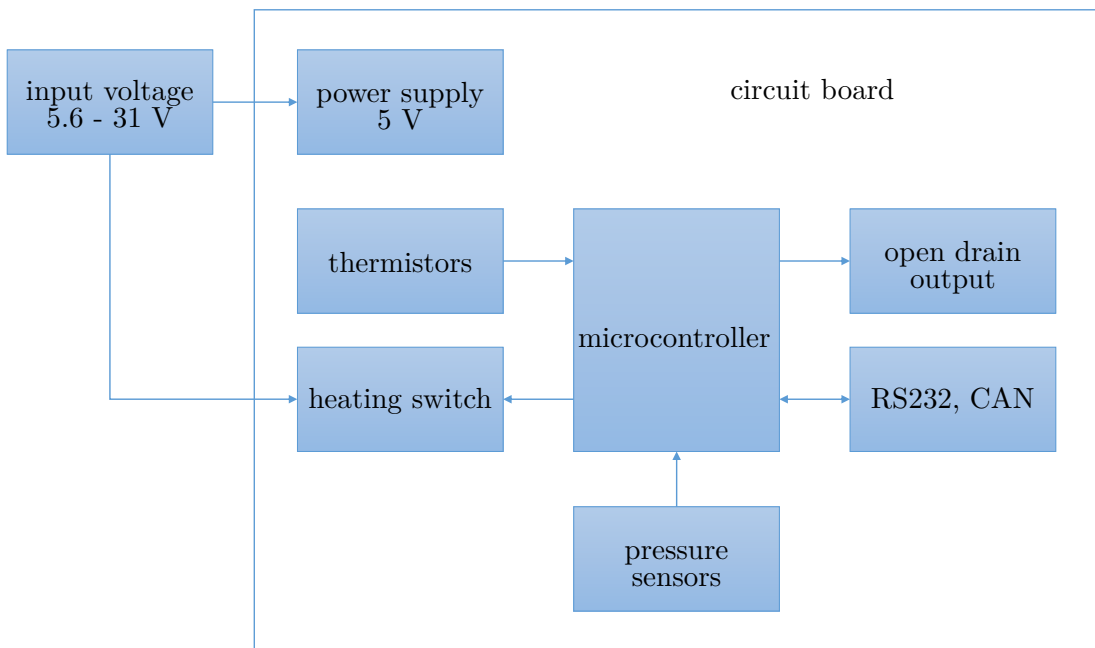 input voltage
5.6 - 31 V
power supply
5 V
circuit board
thermistors
microcontroller
open drain
output
heating switch
RS232, CAN
pressure
sensors